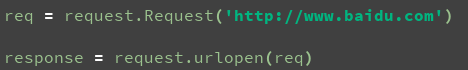 req = request.Request('http://www.baidu.com')
response = request.urlopen(req)